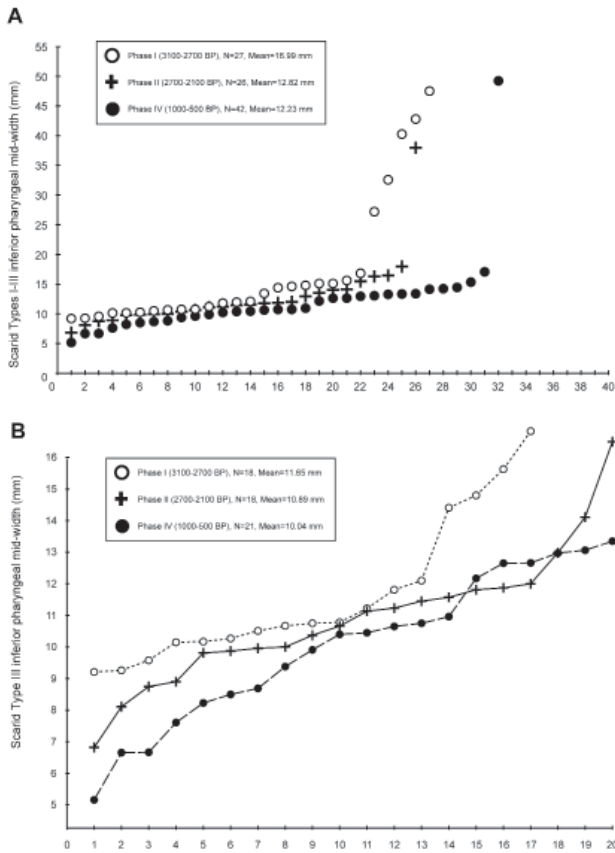 A
Scarid Types I-III inferior pharyngeal mid-width (mm)
55
50
45
40
35
30
25
20
15
10
5
0
Phase I (3100-2700 BP), N=27, Mean=16.99 mm
Phase II (2700-2100 BP), N=26, Mean=12.82 mm
Phase IV (1000-500 BP), N=42, Mean=12.23 mm
0 2 4 6 8 10 12 14 16 18 20 22 24 26 28 30 32 34 36 38 40
B
Scarid Type III inferior pharyngeal mid-width (mm)
16
15
14
13
12
11
10
9
8
7
6
5
Phase I (3100-2700 BP), N=18, Mean=11.65 mm
Phase II (2700-2100 BP), N=18, Mean=10.89 mm
Phase IV (1000-500 BP), N=21, Mean=10.04 mm
0 1 2 3 4 5 6 7 8 9 10 11 12 13 14 15 16 17 18 19 20